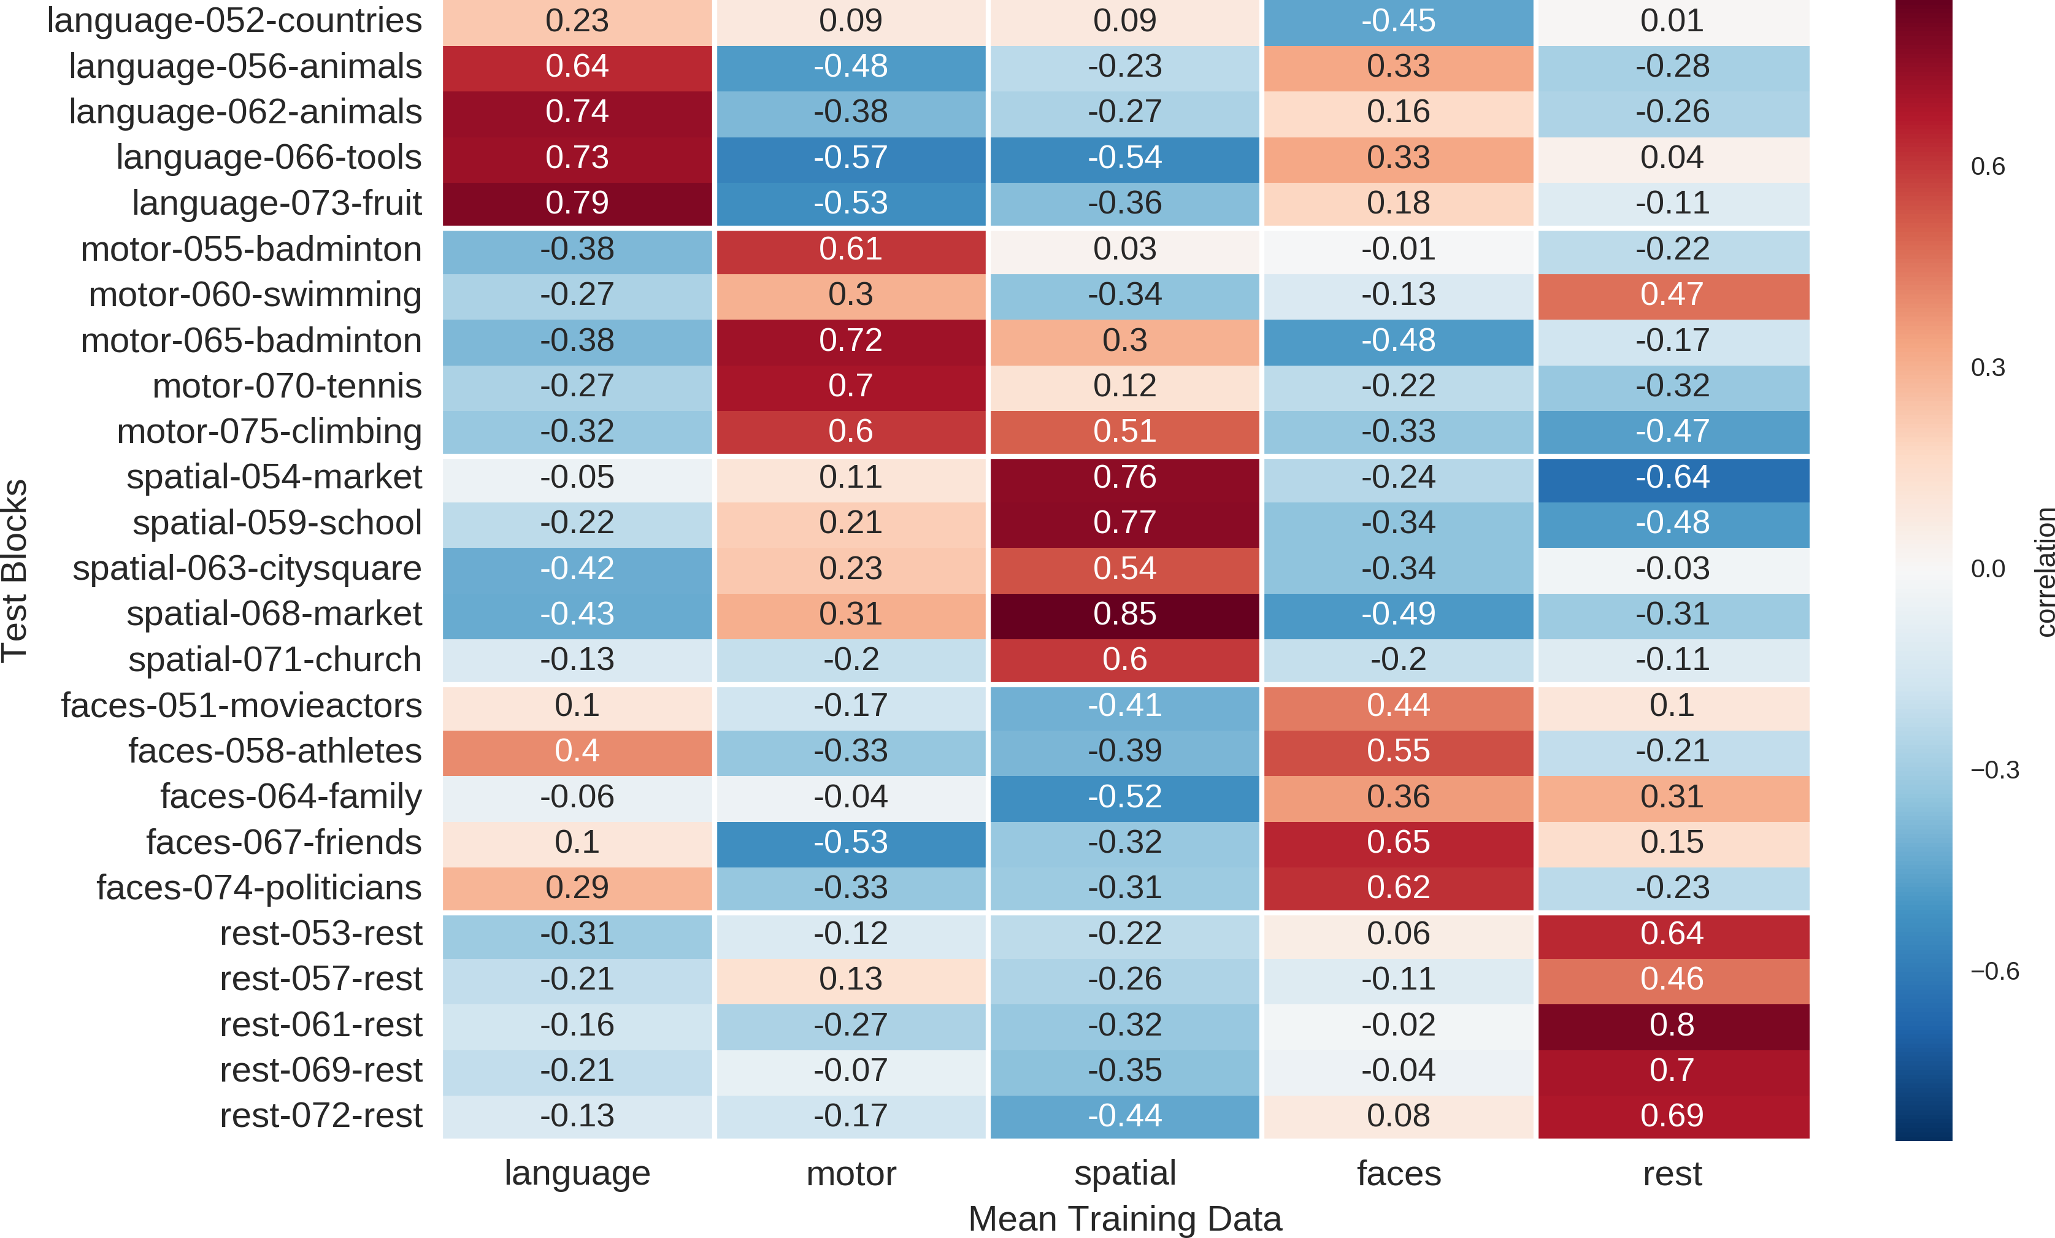 language-052-countries 0.23 0.09 0.09 -0.45 0.01
language-056-animals 0.64 -0.48 -0.23 0.33 -0.28
language-062-animals 0.74 -0.38 -0.27 0.16 -0.26
language-066-tools 0.73 -0.57 -0.54 0.33 0.04
language-073-fruit 0.79 -0.53 -0.36 0.18 -0.11
motor-055-badminton -0.38 0.61 0.03 -0.01 -0.22
motor-060-swimming -0.27 0.3 -0.34 -0.13 0.47
motor-065-badminton -0.38 0.72 0.3 -0.48 -0.17
motor-070-tennis -0.27 0.7 0.12 -0.22 -0.32
motor-075-climbing -0.32 0.6 0.51 -0.33 -0.47
spatial-054-market -0.05 0.11 0.76 -0.24 -0.64
spatial-059-school -0.22 0.21 0.77 -0.34 -0.48
spatial-063-citysquare -0.42 0.23 0.54 -0.34 -0.03
spatial-068-market -0.43 0.31 0.85 -0.49 -0.31
spatial-071-church -0.13 -0.2 0.6 -0.2 -0.11
faces-051-movieactors 0.1 -0.17 -0.41 0.44 0.1
faces-058-athletes 0.4 -0.33 -0.39 0.55 -0.21
faces-064-family -0.06 -0.04 -0.52 0.36 0.31
faces-067-friends 0.1 -0.53 -0.32 0.65 0.15
faces-074-politicians 0.29 -0.33 -0.31 0.62 -0.23
rest-053-rest -0.31 -0.12 -0.22 0.06 0.64
rest-057-rest -0.21 0.13 -0.26 -0.11 0.46
rest-061-rest -0.16 -0.27 -0.32 -0.02 0.8
rest-069-rest -0.21 -0.07 -0.35 -0.04 0.7
rest-072-rest -0.13 -0.17 -0.44 0.08 0.69
language motor spatial faces rest
Mean Training Data
Test Blocks
0.6
0.3
0.0
−0.3
−0.6
correlation